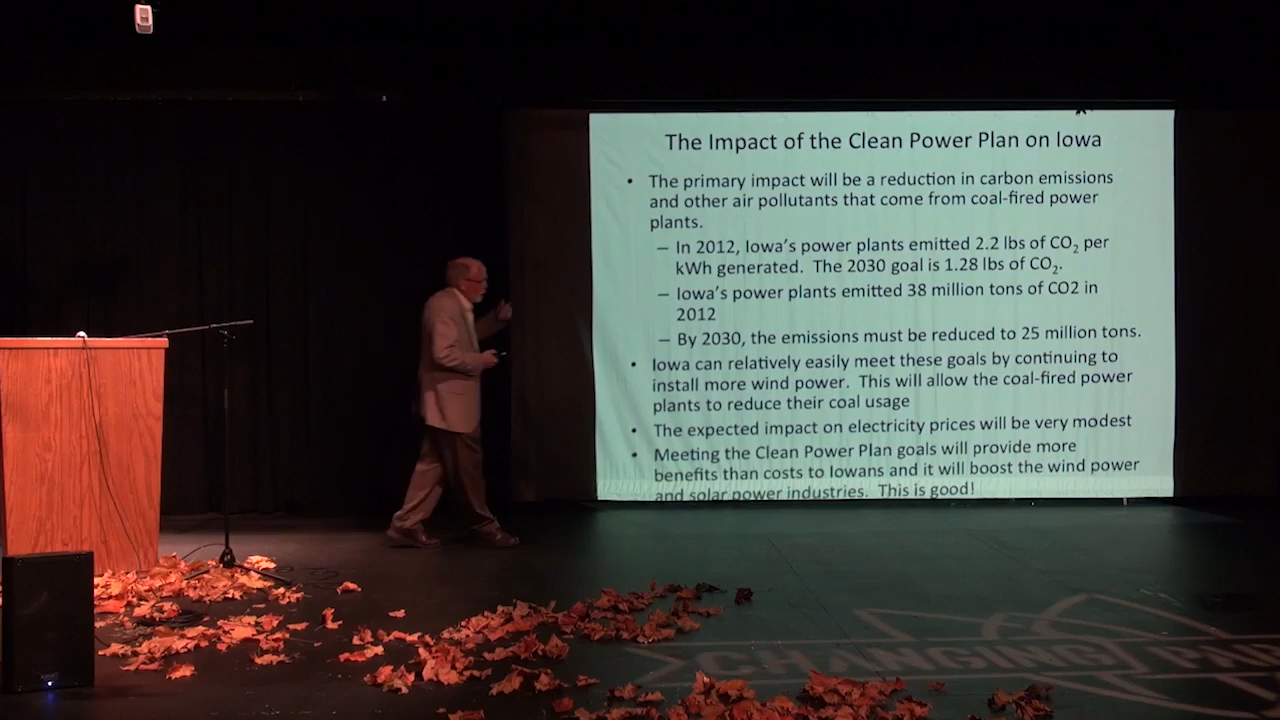 The Impact of the Clean Power Plan on Iowa
• The primary impact will be a reduction in carbon emissions
and other air pollutants that come from coal-fired power
plants.
– In 2012, Iowa's power plants emitted 2.2 lbs of CO₂ per
kWh generated. The 2030 goal is 1.28 lbs of CO₂.
– Iowa's power plants emitted 38 million tons of CO2 in
2012
– By 2030, the emissions must be reduced to 25 million tons.
• Iowa can relatively easily meet these goals by continuing to
install more wind power. This will allow the coal-fired power
plants to reduce their coal usage
• The expected impact on electricity prices will be very modest
• Meeting the Clean Power Plan goals will provide more
benefits than costs to Iowans and it will boost the wind power
and solar power industries. This is good!
CHANGING